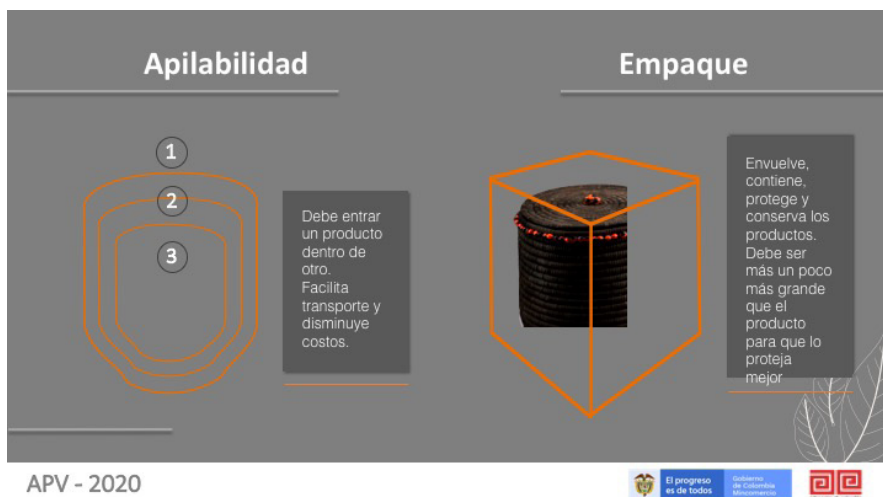 Apilabilidad
1
2
3
Debe entrar
un producto
dentro de
otro.
Facilita
transporte y
disminuye
costos.
Empaque
Envuelve,
contiene,
protege y
conserva los
productos.
Debe ser
más un poco
más grande
que el
producto
para que lo
proteja
mejor
APV - 2020
El progreso
es de todos
Gobierno
de Colombia
Mincomercio